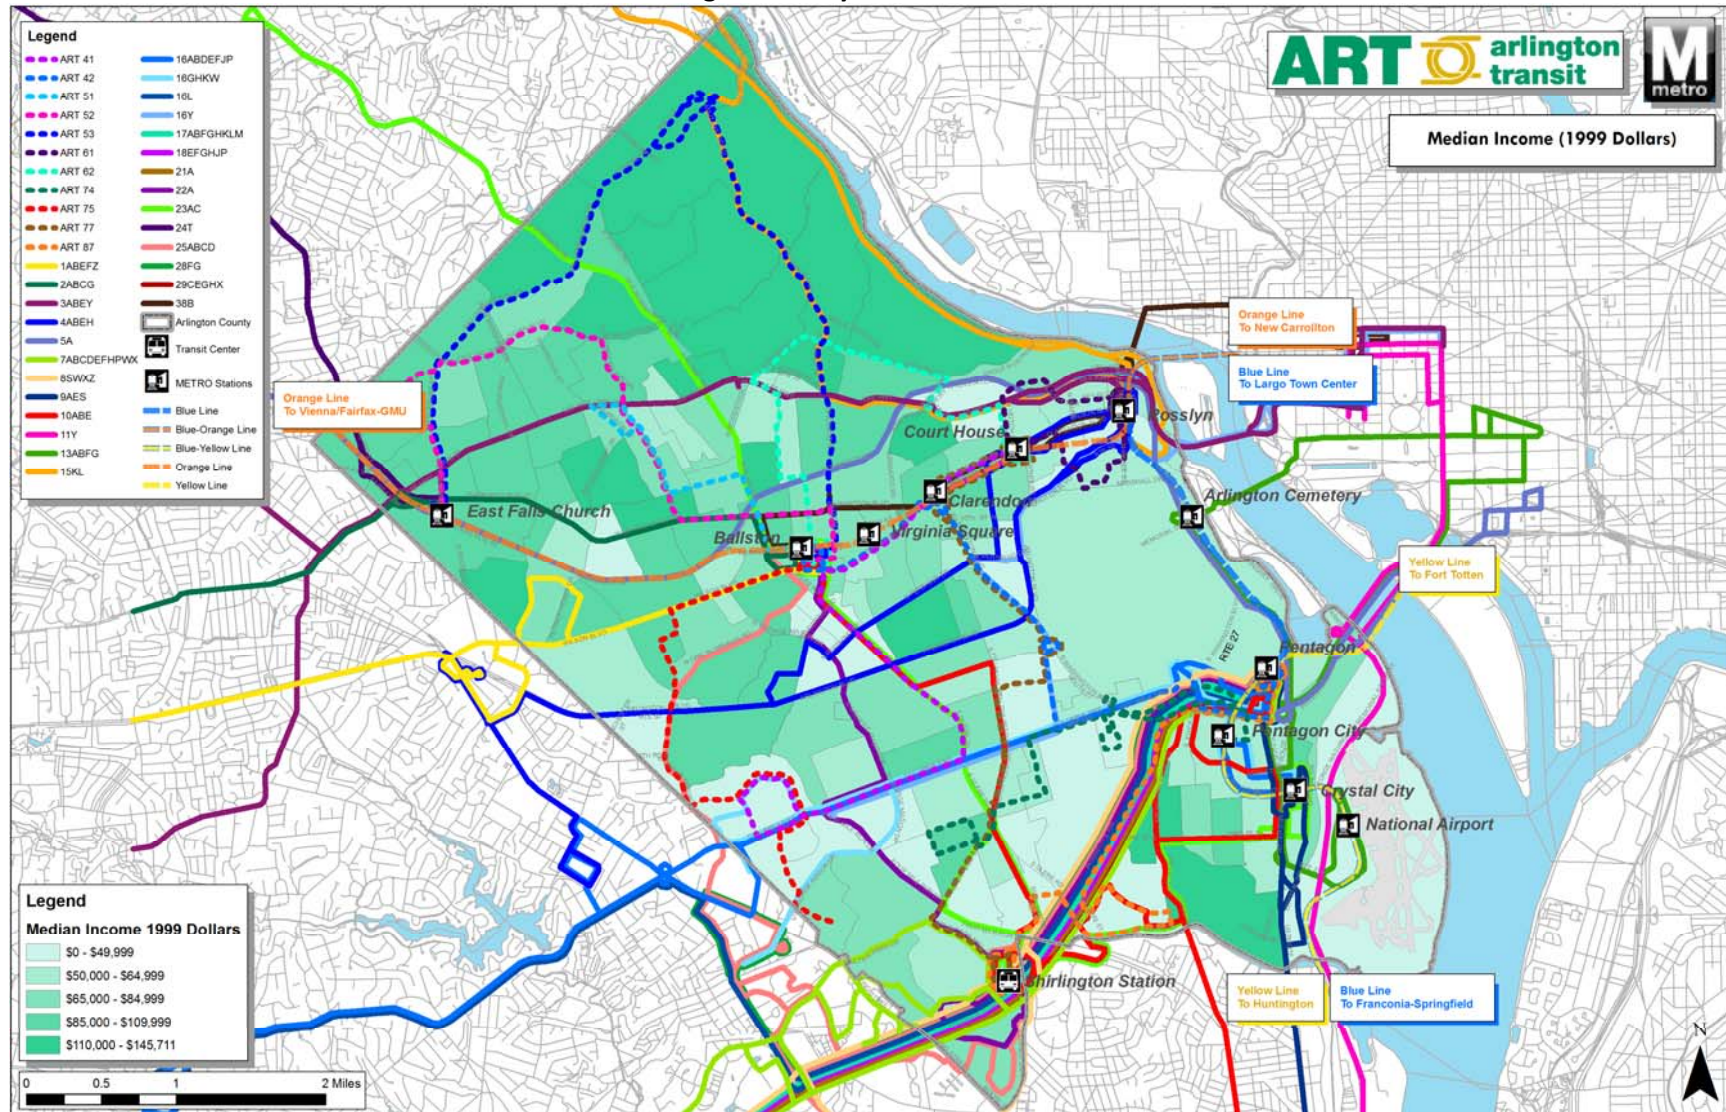 Legend
ART 41
ART 42
ART 51
ART 52
ART 53
ART 61
ART 62
ART 74
ART 75
ART 77
ART 87
1ABEFZ
2ABCG
3ABEY
4ABEH
5A
7ABCDEFHPWX
8SWXZ
9AES
10ABE
11Y
13ABFG
15KL
16ABDEFJP
16GHKW
16L
16Y
17ABFGHKLM
18EFGHJP
21A
22A
23AC
24T
25ABCD
28FG
29CEGHX
38B
Arlington County
Transit Center
METRO Stations
Blue Line
Blue-Orange Line
Blue-Yellow Line
Orange Line
Yellow Line
ART arlington
transit
M
metro
Median Income (1999 Dollars)
Orange Line
To New Carrollton
Blue Line
To Largo Town Center
Orange Line
To Vienna/Fairfax-GMU
Rosslyn
Court House
Clarendon
Arlington Cemetery
East Falls Church
Virginia Square
Ballston
Yellow Line
To Fort Totten
RTE 27
Pentagon
Pentagon City
Crystal City
National Airport
Shirlington Station
Yellow Line
To Huntington
Blue Line
To Franconia-Springfield
Legend
Median Income 1999 Dollars
$0 - $49,999
$50,000 - $64,999
$65,000 - $84,999
$85,000 - $109,999
$110,000 - $145,711
0 0.5 1 2 Miles
N